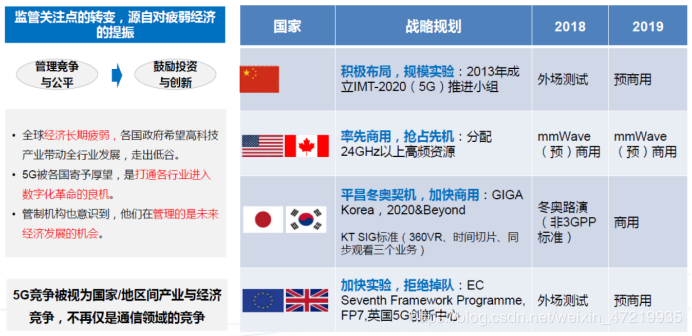 监管关注点的转变，源自对疲弱经济
的提振
管理竞争
与公平
鼓励投资
与创新
• 全球经济长期疲弱，各国政府希望高科技
产业带动全行业发展，走出低谷。
• 5G被各国寄予厚望，是打通各行业进入
数字化革命的良机。
• 管制机构也意识到，他们在管理的是未来
经济发展的机会。
5G竞争被视为国家/地区间产业与经济
竞争，不再仅是通信领域的竞争
国家 战略规划 2018 2019
积极布局，规模实验：2013年成
立IMT-2020（5G）推进小组
外场测试 预商用
率先商用，抢占先机：分配
24GHz以上高频资源
mmWave
（预）商用
mmWave
（预）商用
平昌冬奥契机，加快商用：GIGA
Korea，2020&Beyond
KT SIG标准（360VR、时间切片、同
步观看三个业务）
冬奥路演
（非3GPP
标准）
商用
加快实验，拒绝掉队：EC
Seventh Framework Programme,
FP7,英国5G创新中心
外场测试 预商用
https://blog.csdn.net/weixin_47219935